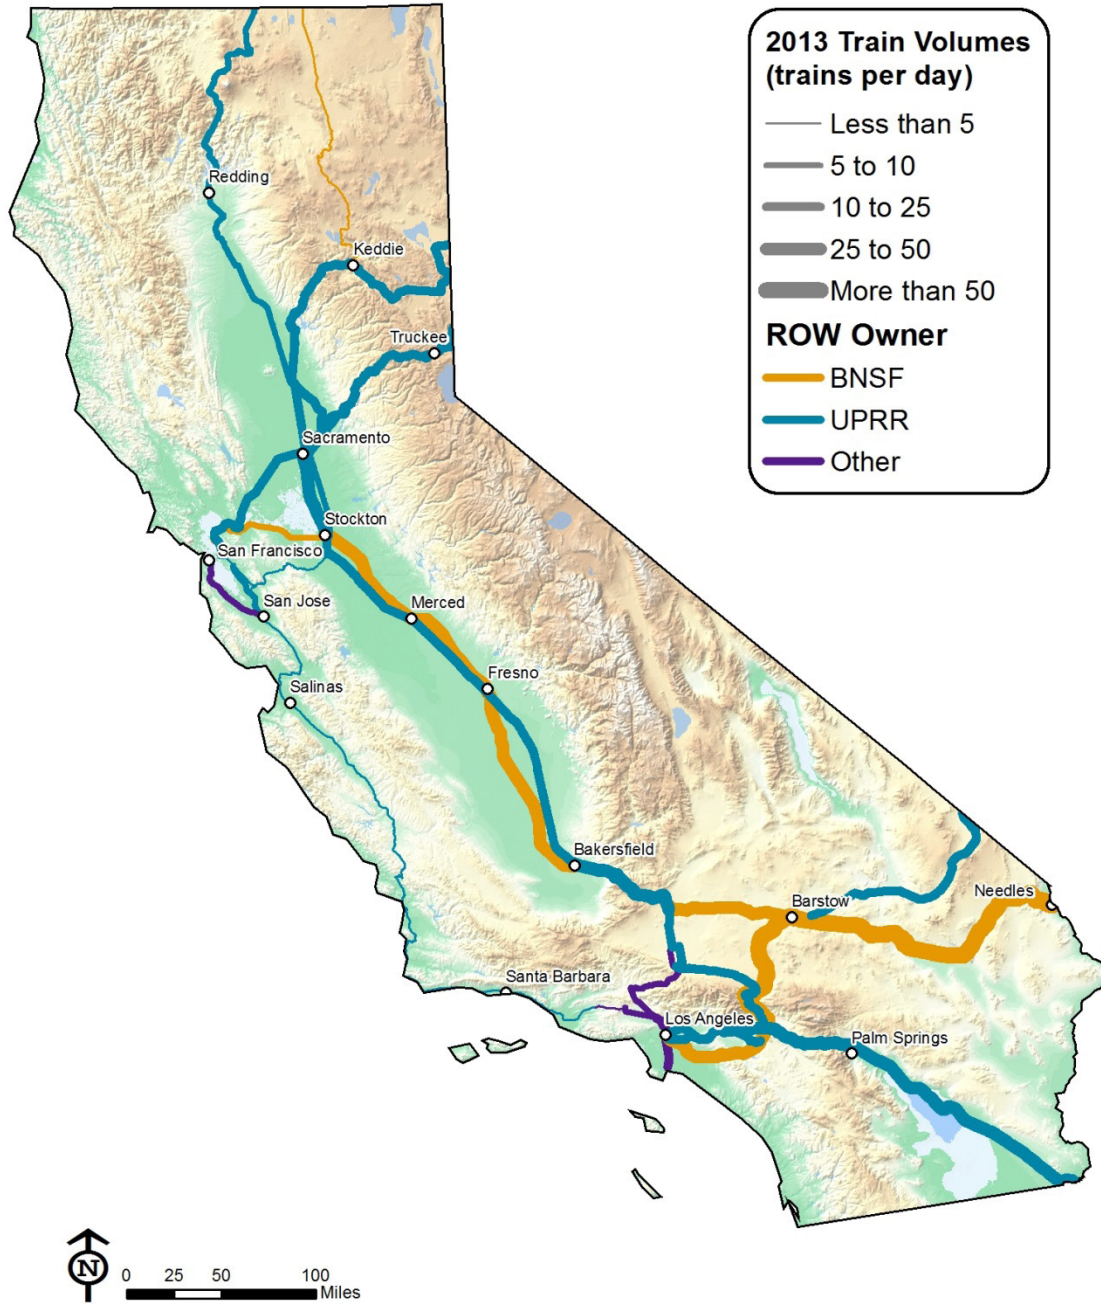 2013 Train Volumes
(trains per day)
Less than 5
5 to 10
10 to 25
25 to 50
More than 50
ROW Owner
BNSF
UPRR
Other
Redding
Keddie
Truckee
Sacramento
Stockton
San Francisco
San Jose
Merced
Fresno
Salinas
Bakersfield
Needles
Barstow
Santa Barbara
Los Angeles
Palm Springs
N
0 25 50 100
Miles